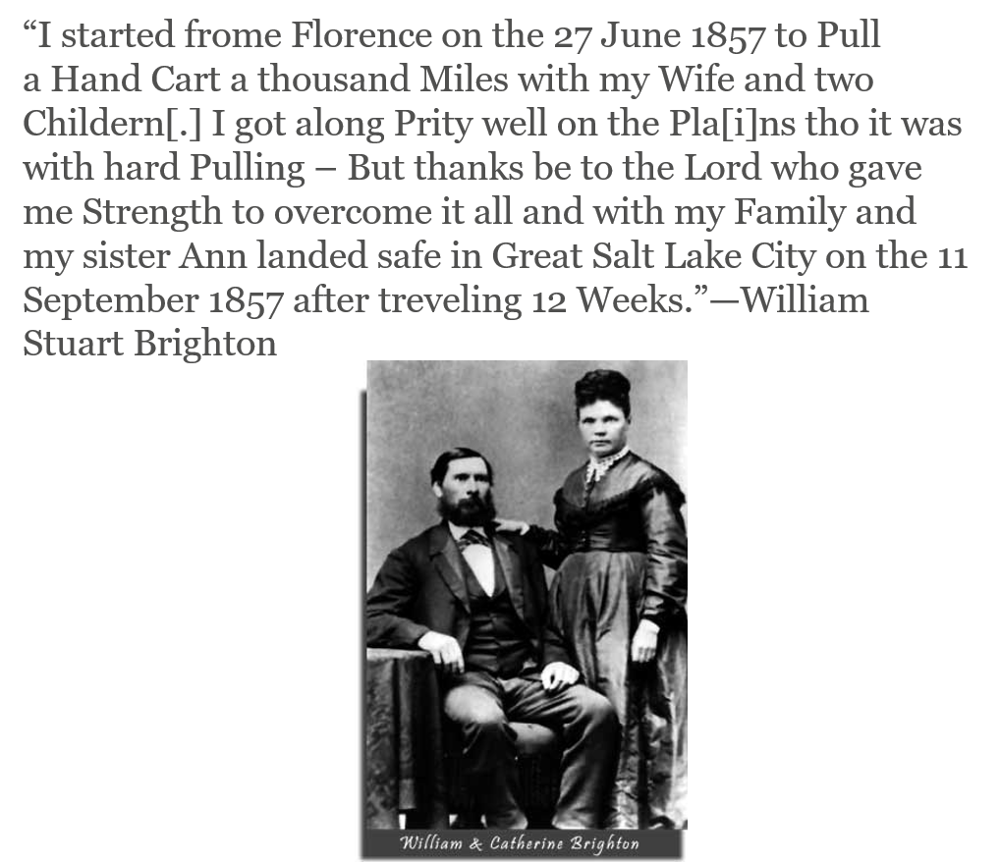 “I started frome Florence on the 27 June 1857 to Pull
a Hand Cart a thousand Miles with my Wife and two
Childern[.] I got along Prity well on the Pla[i]ns tho it was
with hard Pulling – But thanks be to the Lord who gave
me Strength to overcome it all and with my Family and
my sister Ann landed safe in Great Salt Lake City on the 11
September 1857 after treveling 12 Weeks.”—William
Stuart Brighton
William & Catherine Brighton